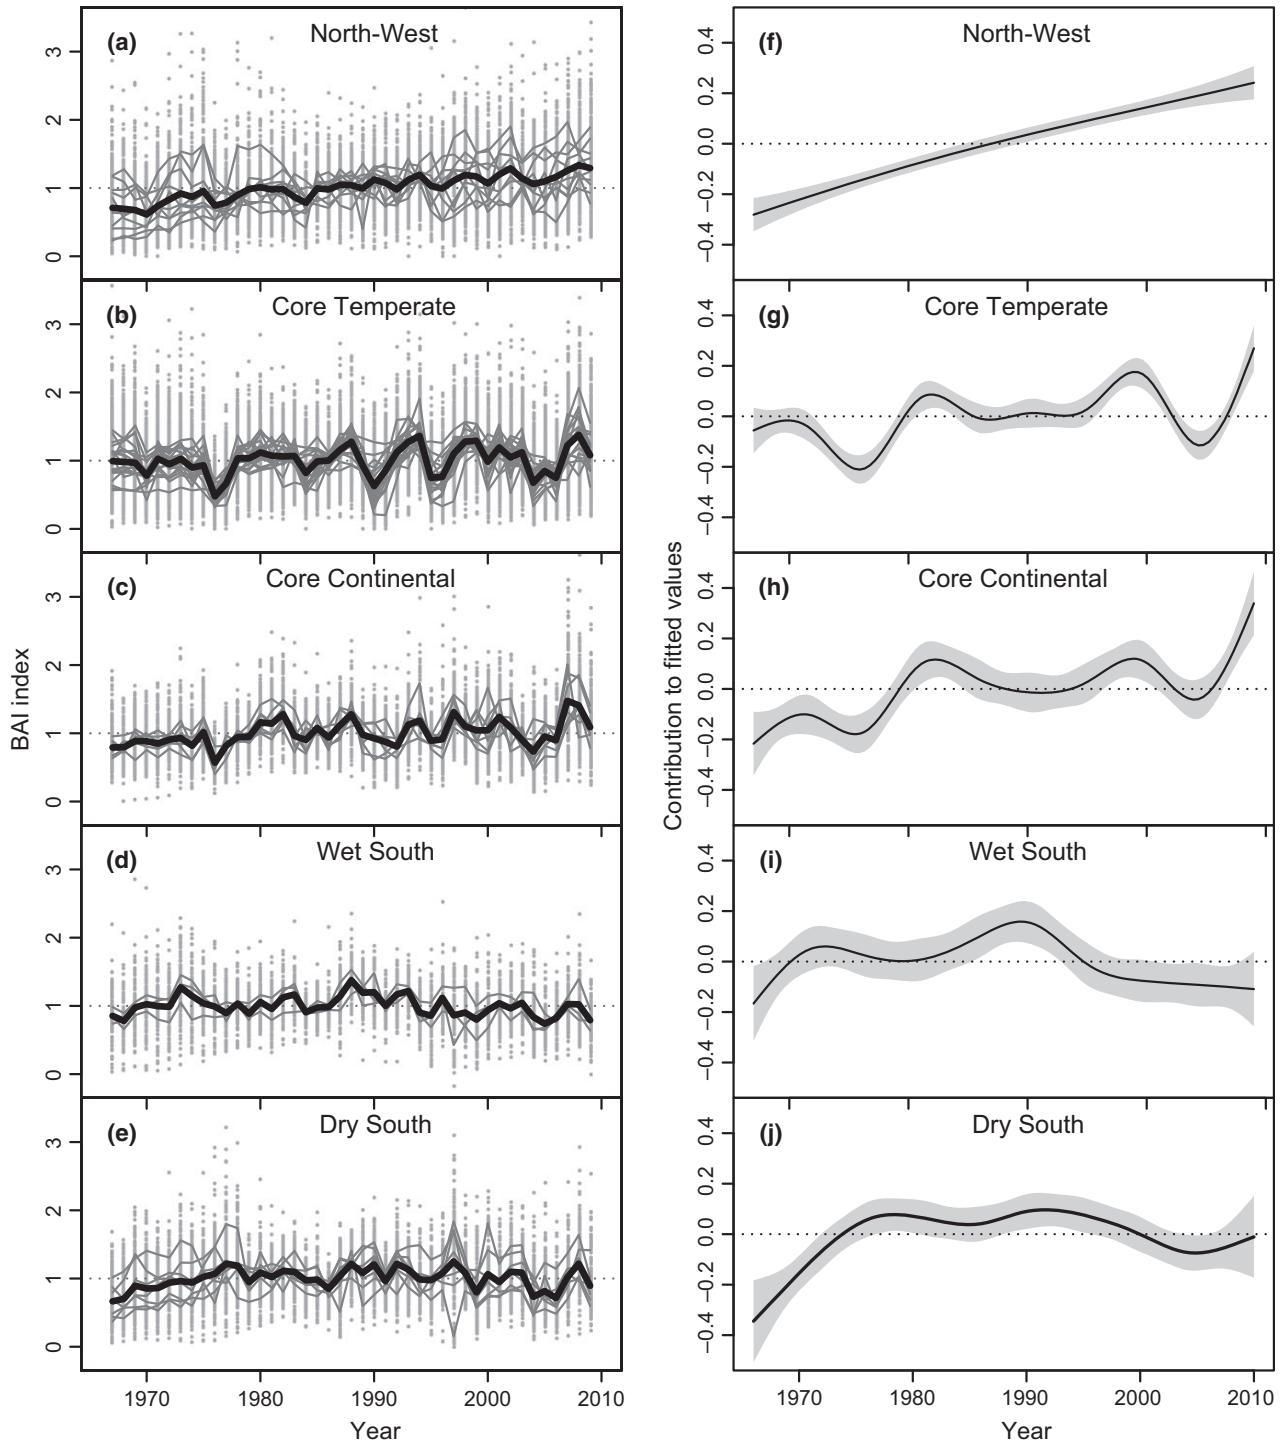 (a) North-West
3
2
1
0
(b) Core Temperate
3
2
1
0
(c) Core Continental
3
2
1
0
(d) Wet South
3
2
1
0
(e) Dry South
3
2
1
0
BAI index
1970 1980 1990 2000 2010
Year
(f) North-West
0.4
0.2
0.0
−0.2
−0.4
(g) Core Temperate
0.4
0.2
0.0
−0.2
−0.4
(h) Core Continental
0.4
0.2
0.0
−0.2
−0.4
(i) Wet South
0.4
0.2
0.0
−0.2
−0.4
(j) Dry South
0.4
0.2
0.0
−0.2
−0.4
Contribution to fitted values
1970 1980 1990 2000 2010
Year